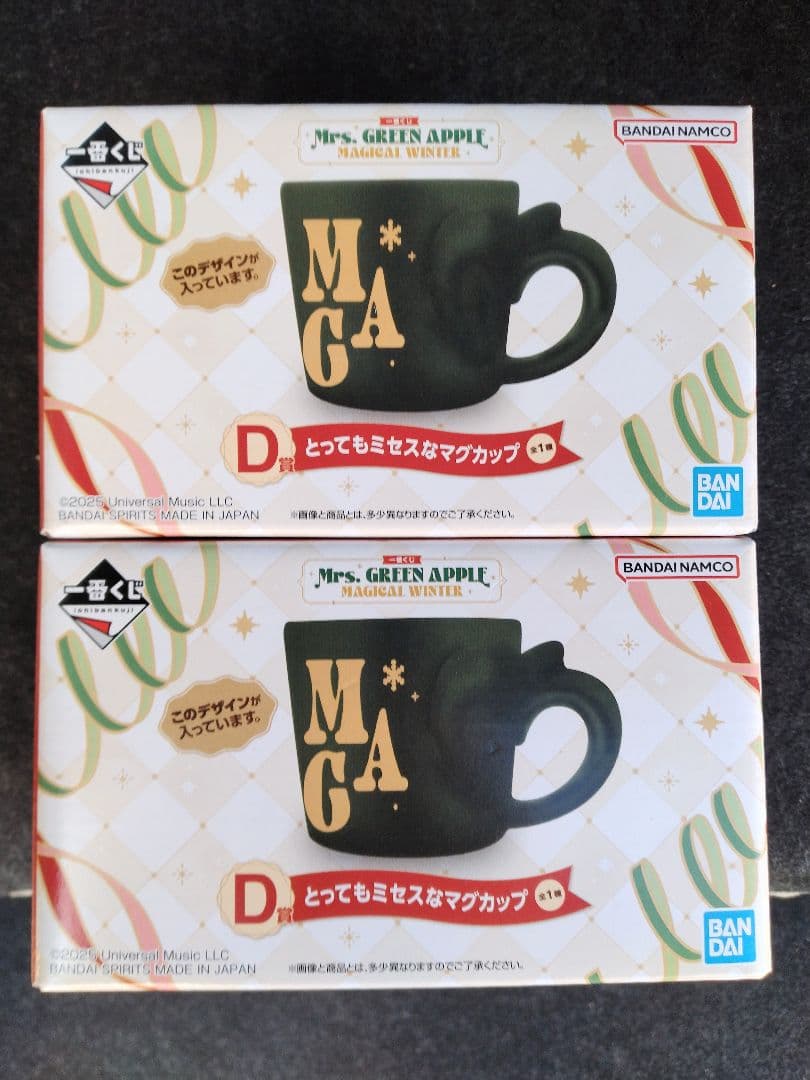 一番くじ
ichibankuji
一番くじ
Mrs. GREEN APPLE
MAGICAL WINTER
BANDAI NAMCO
このデザインが
入っています。
M
A
G
D賞 とってもミセスなマグカップ 全1種
BAN
DAI
©2025 Universal Music LLC
BANDAI SPIRITS MADE IN JAPAN
※画像と商品とは、多少異なりますのでご了承ください。
一番くじ
ichibankuji
一番くじ
Mrs. GREEN APPLE
MAGICAL WINTER
BANDAI NAMCO
このデザインが
入っています。
M
A
G
D賞 とってもミセスなマグカップ 全1種
BAN
DAI
©2025 Universal Music LLC
BANDAI SPIRITS MADE IN JAPAN
※画像と商品とは、多少異なりますのでご了承ください。